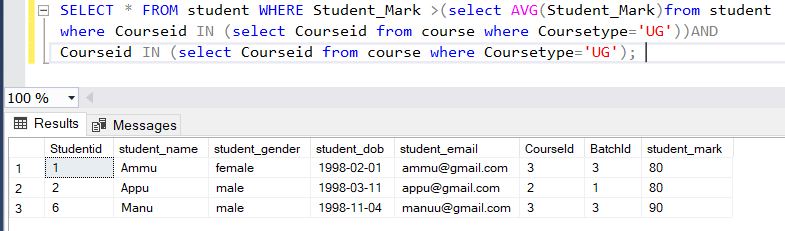 SELECT * FROM student WHERE Student_Mark >(select AVG(Student_Mark)from student
where Courseid IN (select Courseid from course where Coursetype='UG'))AND
Courseid IN (select Courseid from course where Coursetype='UG');
100 %
Results Messages
Studentid student_name student_gender student_dob student_email CourseId BatchId student_mark
1 1 Ammu female 1998-02-01 ammu@gmail.com 3 3 80
2 2 Appu male 1998-03-11 appu@gmail.com 2 1 80
3 6 Manu male 1998-11-04 manuu@gmail.com 3 3 90